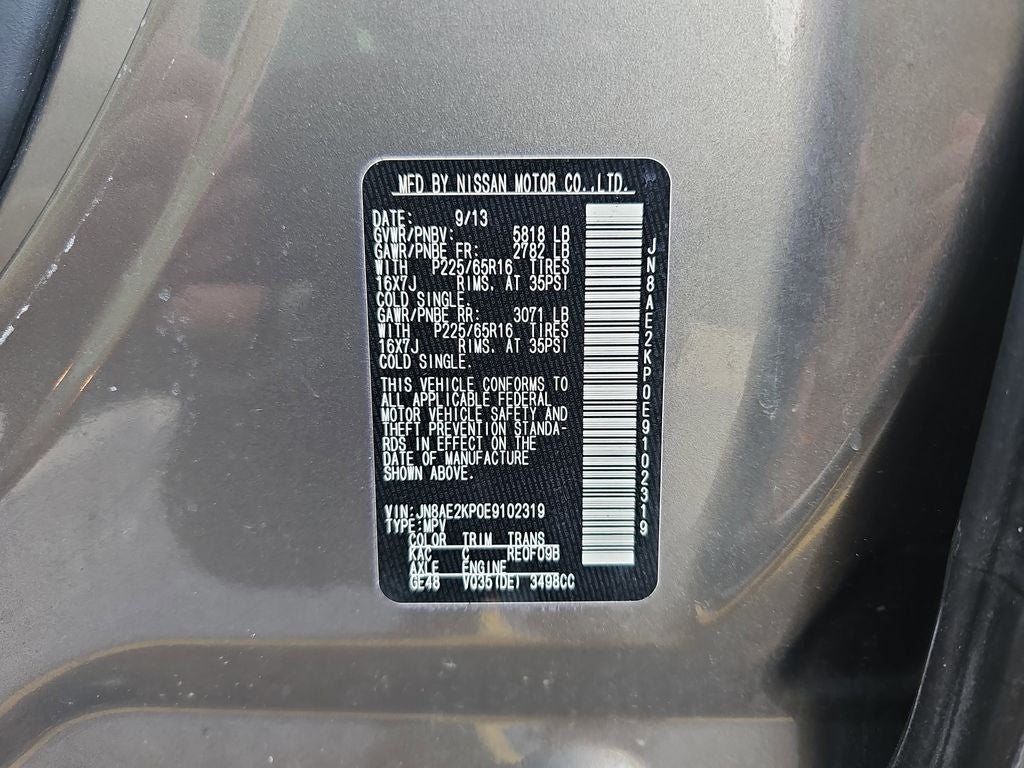 MFD BY NISSAN MOTOR CO.,LTD.
DATE: 9/13
GVWR/PNBV: 5818 LB
GAWR/PNBE FR: 2782 LB
WITH P225/65R16 TIRES
16X7J RIMS, AT 35PSI
COLD SINGLE.
GAWR/PNBE RR: 3071 LB
WITH P225/65R16 TIRES
16X7J RIMS, AT 35PSI
COLD SINGLE.
THIS VEHICLE CONFORMS TO
ALL APPLICABLE FEDERAL
MOTOR VEHICLE SAFETY AND
THEFT PREVENTION STANDA-
RDS IN EFFECT ON THE
DATE OF MANUFACTURE
SHOWN ABOVE.
VIN:JN8AE2KP0E9102319
TYPE:MPV
COLOR TRIM TRANS
KAC C RE0F09B
AXLE ENGINE
GE48 VQ35(DE) 3498CC
JN8AE2KP0E9102319